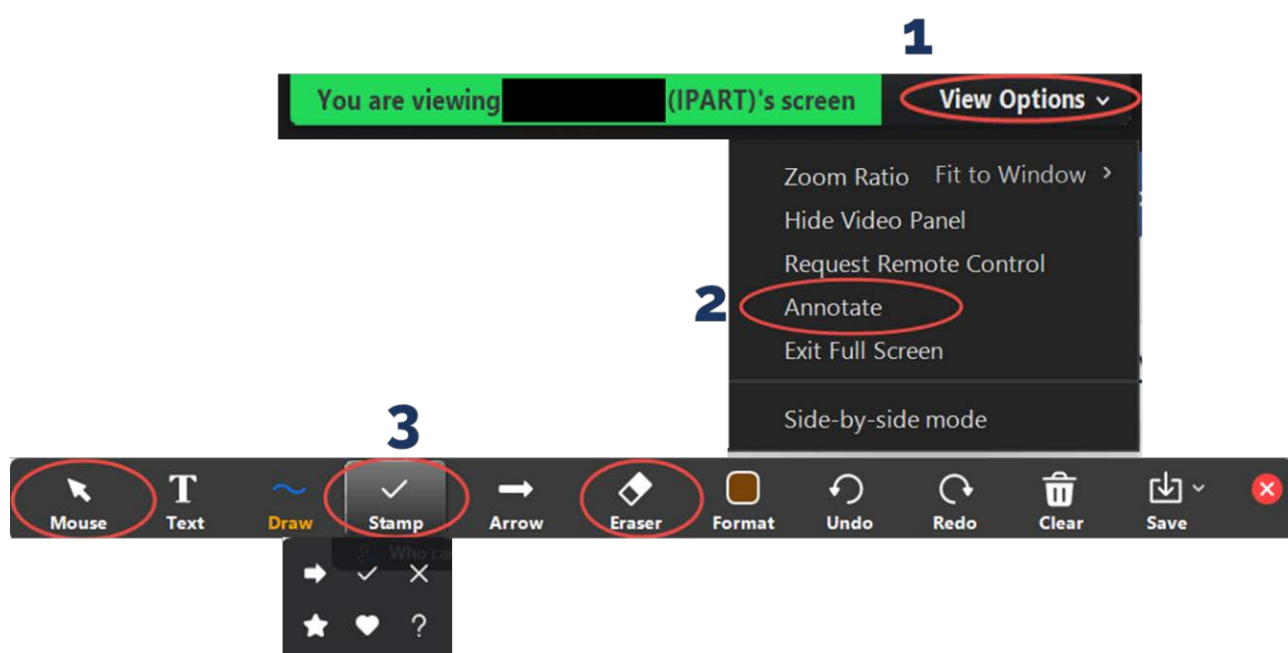 1
You are viewing (IPART)'s screen View Options
Zoom Ratio Fit to Window
Hide Video Panel
Request Remote Control
2
Annotate
Exit Full Screen
Side-by-side mode
3
Mouse Text Draw Stamp Arrow Eraser Format Undo Redo Clear Save
Who ca
?